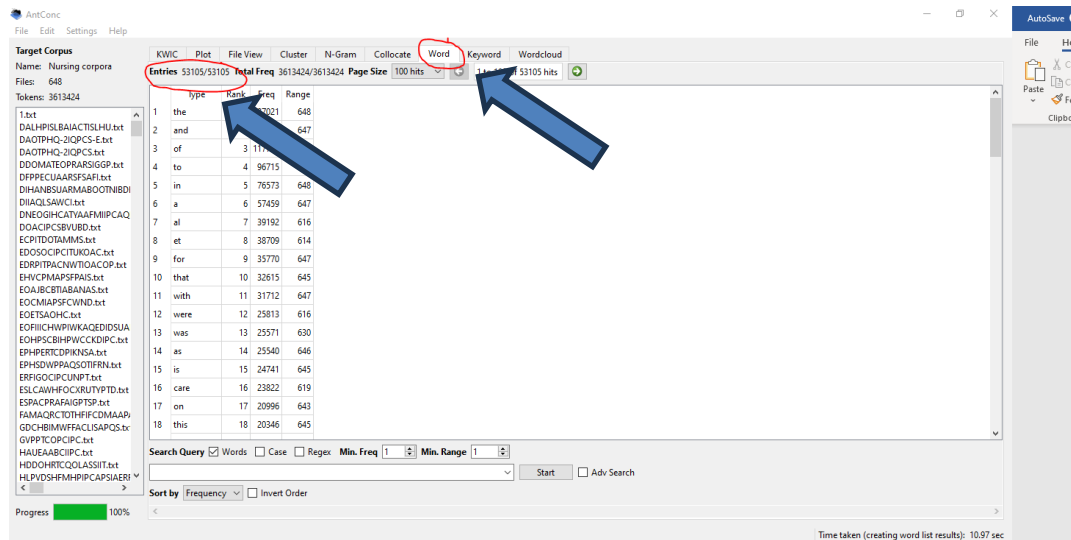 AntConc
AutoSave
File Edit Settings Help
File
Target Corpus
KWIC Plot File View Cluster N-Gram Collocate Word Keyword Wordcloud
Name: Nursing corpora
Entries 53105/53105 Total Freq 3613424/3613424 Page Size 100 hits of 53105 hits
Files: 648
Tokens: 3613424
Paste
Clipbo
Type Rank Freq Range
1 the 648
2 and 647
3 of 3
4 to 4 96715
5 in 5 76573 648
6 a 6 57459 647
7 al 7 39192 616
8 et 8 38709 614
9 for 9 35770 647
10 that 10 32615 645
11 with 11 31712 647
12 were 12 25813 616
13 was 13 25571 630
14 as 14 25540 646
15 is 15 24741 645
16 care 16 23822 619
17 on 17 20996 643
18 this 18 20346 645
1.txt
DALHPISLBAIACTISLHU.txt
DAOTPHQ-2IQPCS-E.txt
DAOTPHQ-2IQPCS.txt
DDOMATEOPRARSIGGP.txt
DFPPECUAARSFSAFI.txt
DIHANBSUARMABOOTNIBDI
DIIAQLSAWCI.txt
DNEOGIHCATYAAFMIIPCAQ
DOACIPCSBVUBD.txt
ECPITDOTAMMS.txt
EDOSOCIPCITUKOAC.txt
EDRPITPACNWTIOACOP.txt
EHVCPMAPSFPAIS.txt
EOAJBCBTIABANAS.txt
EOCMIAPSFCWND.txt
EOETSAOHC.txt
EOFIIICHWPIWKAQEDIDSUA
EOHPSCBIHPWCCKDIPC.txt
EPHPERTCDPIKNSA.txt
EPHSDWPPAQSOTIFRN.txt
ERFIGOCIPCUNPT.txt
ESLCAWHFOCXRUTYPTD.txt
ESPACPRAFAIGPTSP.txt
FAMAQRCTOTHFIFCDMAAP
GDCHBIMWFFACLISAPQS.tx
GVPPTCOPCIPC.txt
HAUEAABCIIPC.txt
HDDOHRTCQOLASSIIT.txt
HLPVDSHFMHPIPCAPSIAERF
Search Query Words Case Regex Min. Freq 1 Min. Range 1
Start Adv Search
Sort by Frequency Invert Order
Progress 100%
Time taken (creating word list results): 10.97 sec